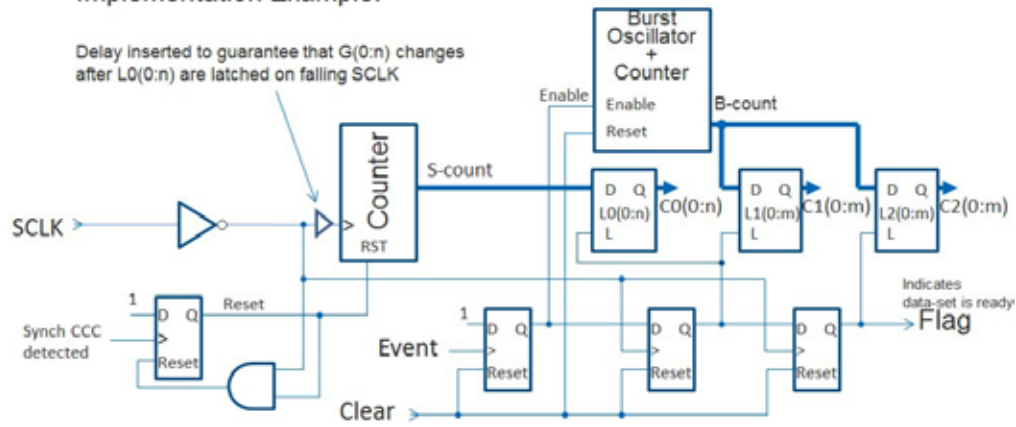 Implementation Example:
Delay inserted to guarantee that G(0:n) changes
after L0(0:n) are latched on falling SCLK
Burst
Oscillator
+
Counter
Enable
Enable
Reset
B-count
Counter
RST
S-count
SCLK
D Q
L0(0:n)
L
C0(0:n)
D Q
L1(0:m)
L
C1(0:m)
D Q
L2(0:m)
L
C2(0:m)
1
D Q
Reset
Reset
Synch CCC
detected
1
D Q
Reset
Event
D Q
Reset
D Q
Reset
Indicates
data-set is ready
Flag
Clear